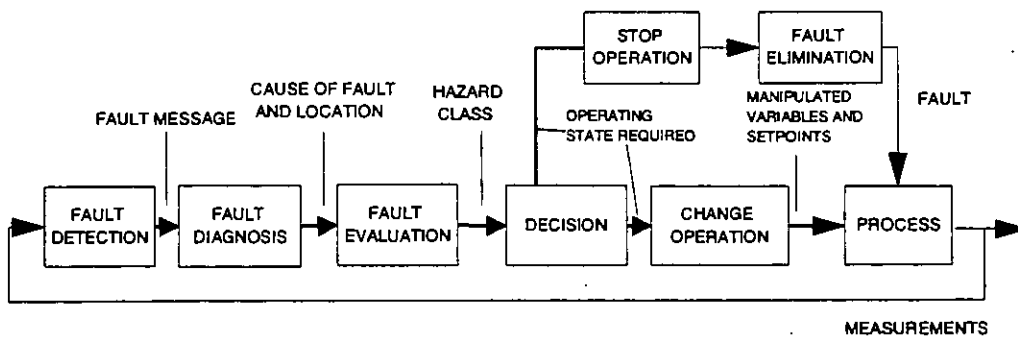 STOP
OPERATION
FAULT
ELIMINATION
CAUSE OF FAULT
AND LOCATION
HAZARD
CLASS
MANIPULATED
VARIABLES AND
SETPOINTS
FAULT
FAULT MESSAGE
OPERATING
STATE REQUIRED
FAULT
DETECTION
FAULT
DIAGNOSIS
FAULT
EVALUATION
DECISION
CHANGE
OPERATION
PROCESS
MEASUREMENTS